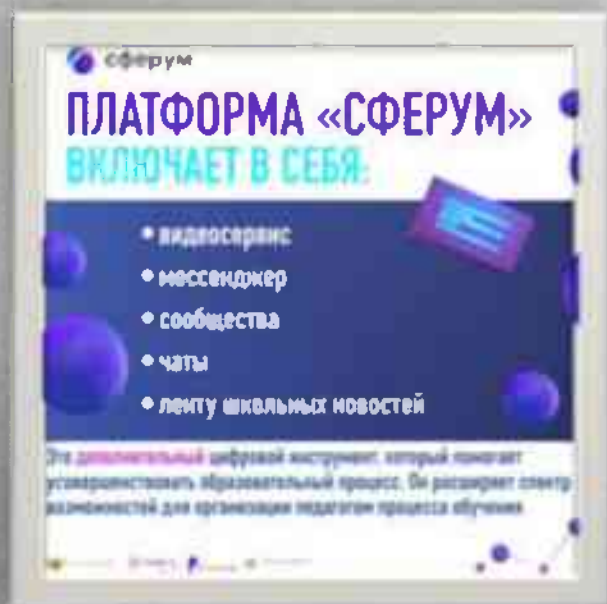 сферум
ПЛАТФОРМА «СФЕРУМ»
ВКЛЮЧАЕТ В СЕБЯ:
• видеосервис
• мессенджер
• сообщества
• чаты
• ленту школьных новостей
Это дополнительный цифровой инструмент, который помогает
усовершенствовать образовательный процесс. Он расширяет спектр
возможностей для организации педагогом процесса обучения